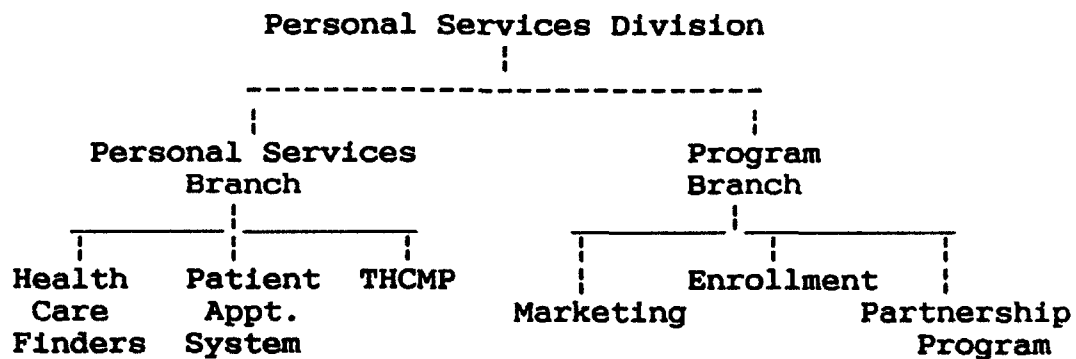 Personal Services Division
Personal Services Branch
Program Branch
Health Care Finders
Patient Appt. System
THCMP
Marketing
Enrollment
Partnership Program